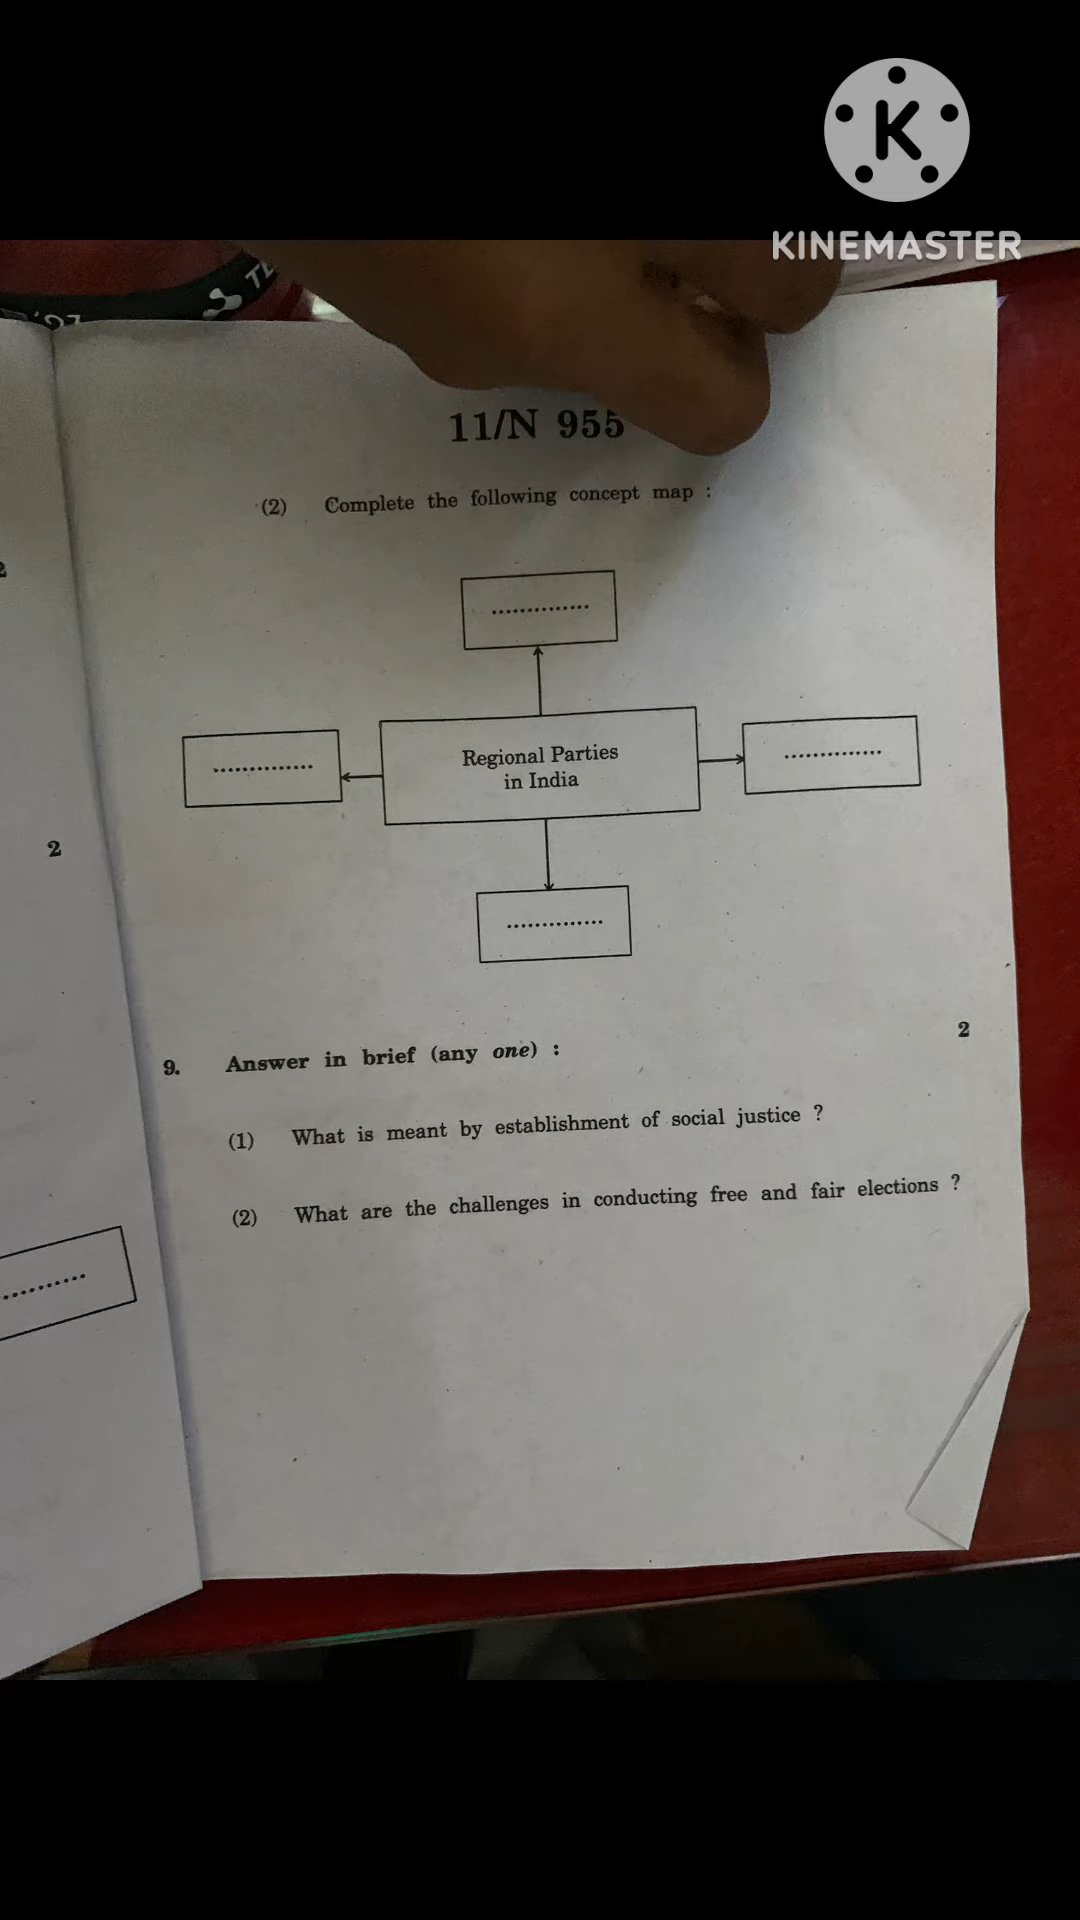 K
KINEMASTER
11/N 955
(2) Complete the following concept map :
..............
..............
Regional Parties
in India
..............
..............
2
2
9. Answer in brief (any one) :
(1) What is meant by establishment of social justice ?
(2) What are the challenges in conducting free and fair elections ?
..........